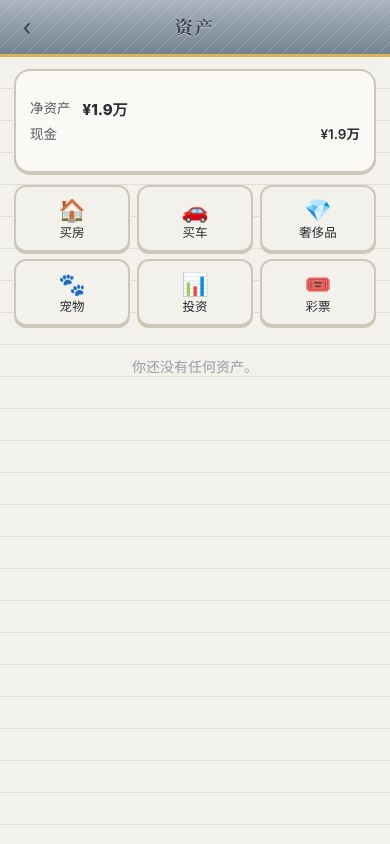 ‹ 资产
净资产 ¥1.9万
现金 ¥1.9万
买房 买车 奢侈品
宠物 投资 彩票
你还没有任何资产。